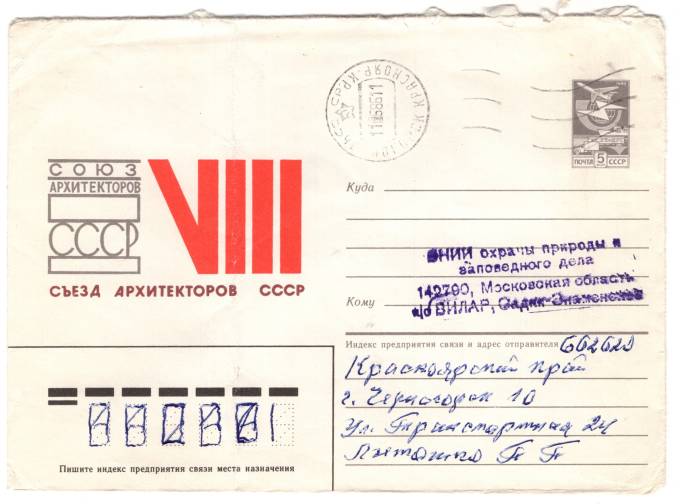 ПОЧТА 5 СССР
СОЮЗ
АРХИТЕКТОРОВ
СССР
VIII
СЪЕЗД АРХИТЕКТОРОВ СССР
Куда
ВНИИ охраны природы и
заповедного дела
142790, Московская область
п/о ВИЛАР, Садки-Знаменское
Кому
Индекс предприятия связи и адрес отправителя 662620
Красноярский край
г. Черногорск 10
ул. Транспортная 24
П П
Пишите индекс предприятия связи места назначения